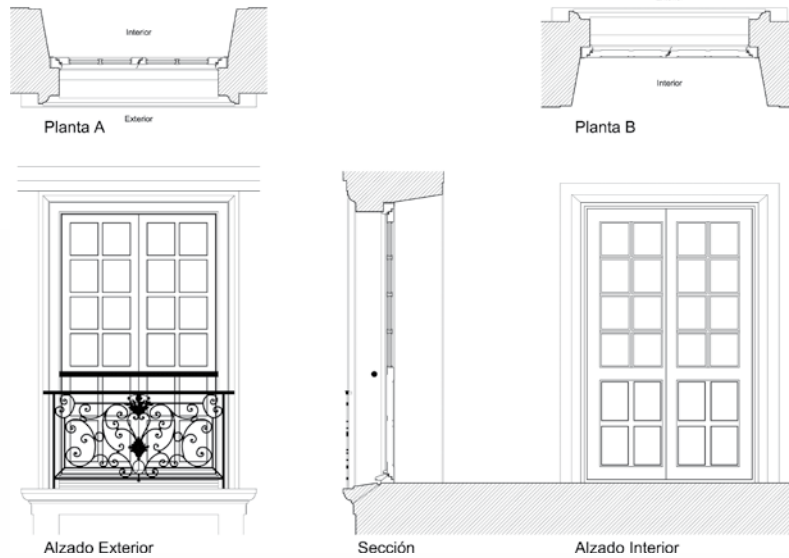 Interior
Exterior
Planta A
Interior
Planta B
Alzado Exterior
Sección
Alzado Interior